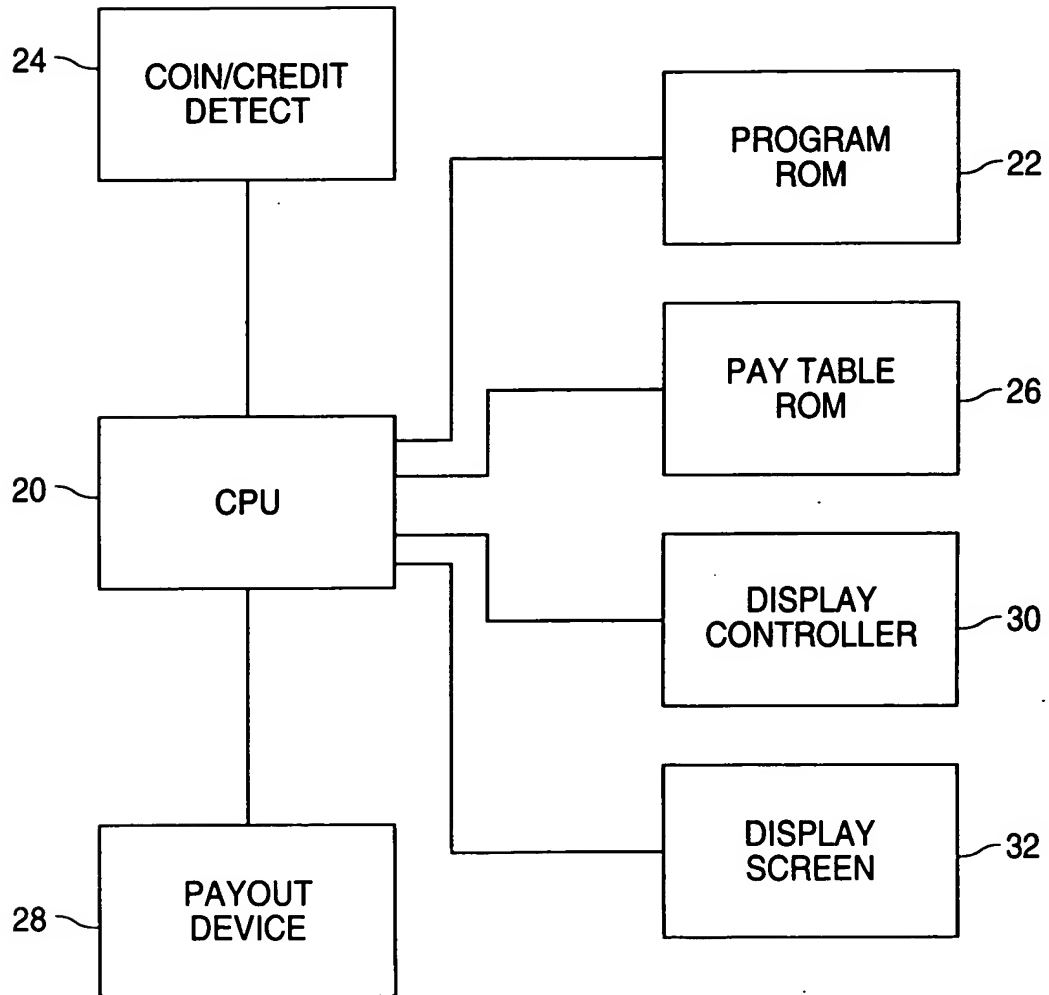 24
COIN/CREDIT
DETECT
PROGRAM
ROM
22
PAY TABLE
ROM
26
20
CPU
DISPLAY
CONTROLLER
30
DISPLAY
SCREEN
32
28
PAYOUT
DEVICE